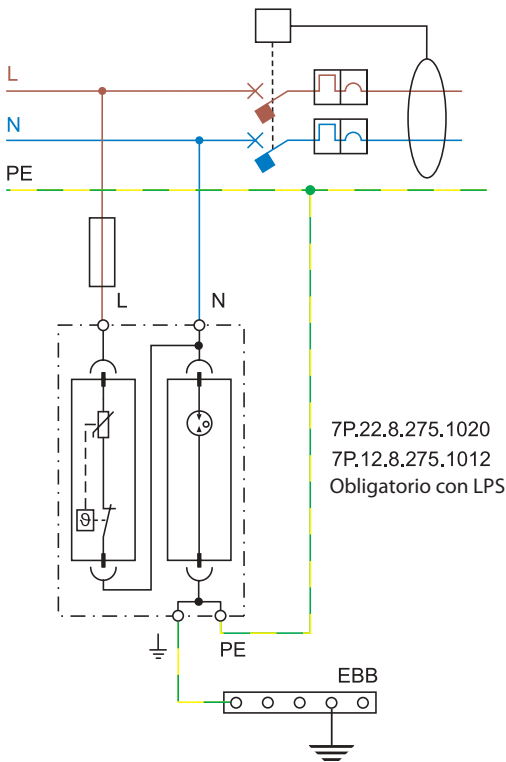 L
N
PE
L
N
7P.22.8.275.1020
7P.12.8.275.1012
Obligatorio con LPS
ϑ
PE
EBB